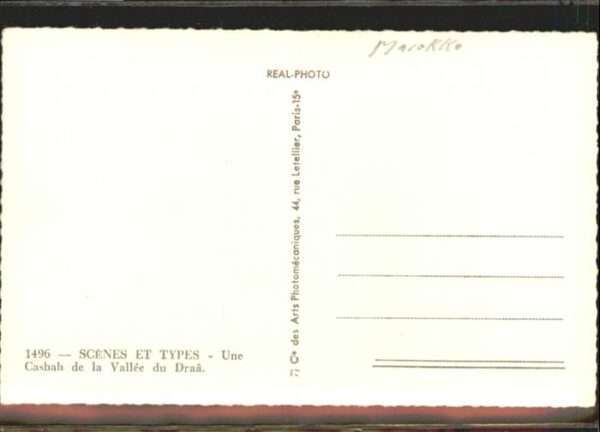 Marokko
REAL-PHOTO
Cie des Arts Photomécaniques, 44, rue Letellier, Paris-15e
17
1496 — SCÈNES ET TYPES - Une
Casbah de la Vallée du Draâ.